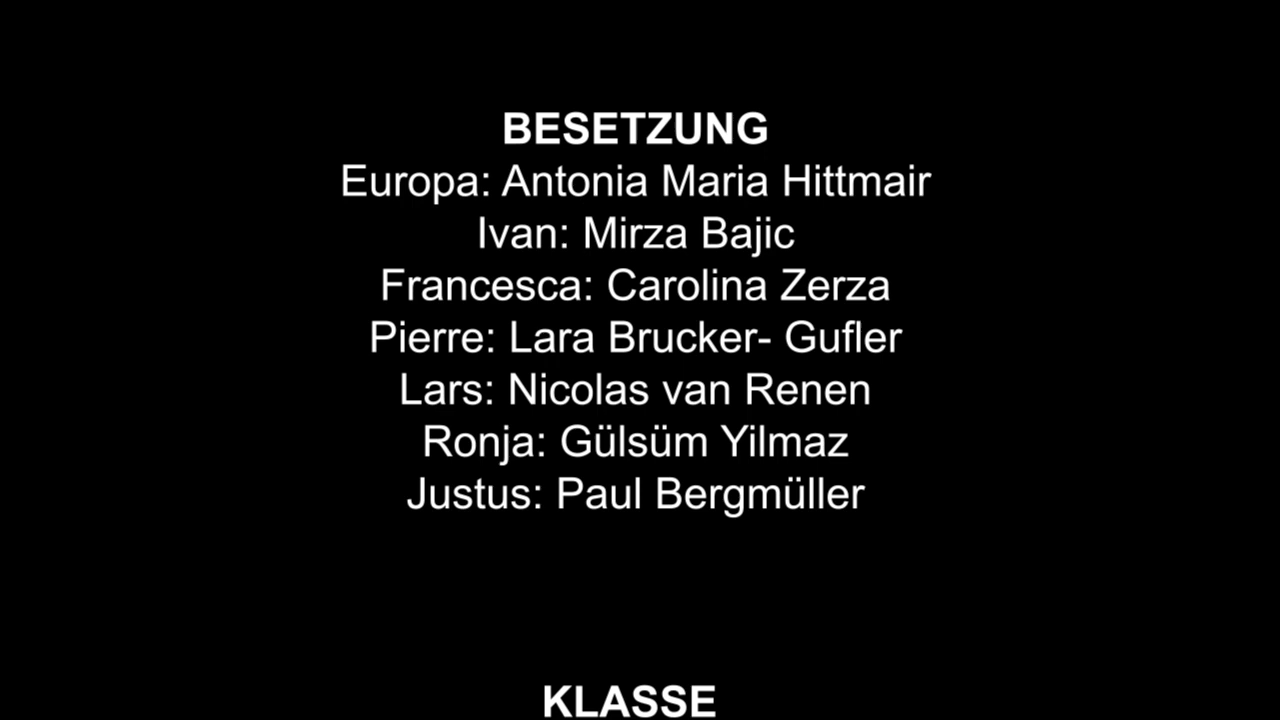 BESETZUNG
Europa: Antonia Maria Hittmair
Ivan: Mirza Bajic
Francesca: Carolina Zerza
Pierre: Lara Brucker- Gufler
Lars: Nicolas van Renen
Ronja: Gülsüm Yilmaz
Justus: Paul Bergmüller
KLASSE